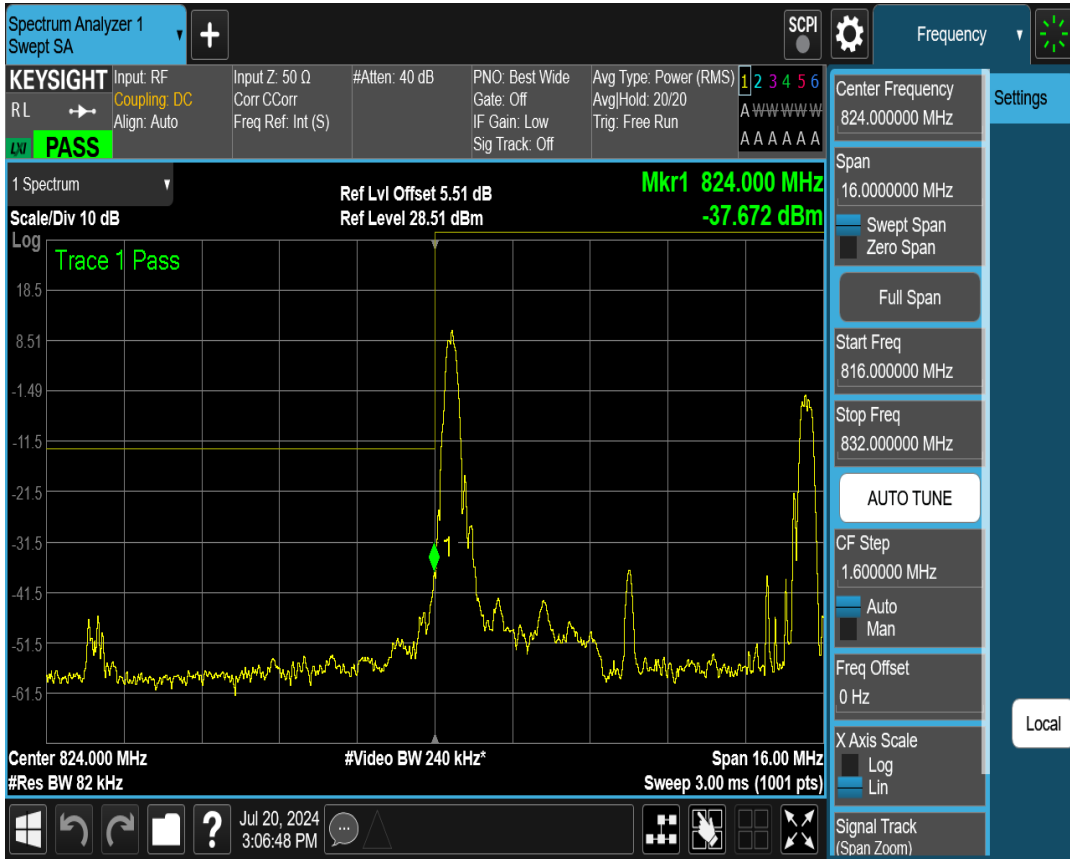 Spectrum Analyzer 1
Swept SA
SCPI
Frequency
KEYSIGHT
RL
LXI PASS
Input: RF
Coupling: DC
Align: Auto
Input Z: 50 Ω
Corr CCorr
Freq Ref: Int (S)
#Atten: 40 dB
PNO: Best Wide
Gate: Off
IF Gain: Low
Sig Track: Off
Avg Type: Power (RMS)
Avg|Hold: 20/20
Trig: Free Run
1 2 3 4 5 6
A W W W W W
A A A A A A
1 Spectrum
Scale/Div 10 dB
Ref Lvl Offset 5.51 dB
Ref Level 28.51 dBm
Mkr1 824.000 MHz
-37.672 dBm
Log
Trace 1 Pass
18.5
8.51
-1.49
-11.5
-21.5
-31.5
-41.5
-51.5
-61.5
1
Center 824.000 MHz
#Res BW 82 kHz
#Video BW 240 kHz*
Span 16.00 MHz
Sweep 3.00 ms (1001 pts)
Jul 20, 2024
3:06:48 PM
Center Frequency
824.000000 MHz
Span
16.0000000 MHz
Swept Span
Zero Span
Full Span
Start Freq
816.000000 MHz
Stop Freq
832.000000 MHz
AUTO TUNE
CF Step
1.600000 MHz
Auto
Man
Freq Offset
0 Hz
X Axis Scale
Log
Lin
Signal Track
(Span Zoom)
Settings
Local